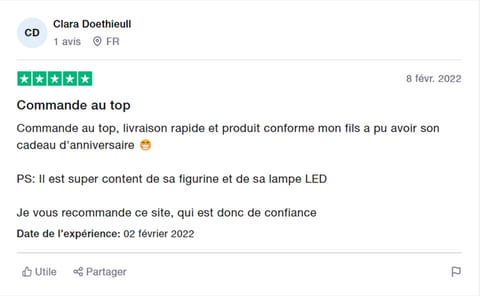 CD
Clara Doethieull
1 avis FR
8 févr. 2022
Commande au top
Commande au top, livraison rapide et produit conforme mon fils a pu avoir son
cadeau d'anniversaire 🤩
PS: Il est super content de sa figurine et de sa lampe LED
Je vous recommande ce site, qui est donc de confiance
Date de l'expérience: 02 février 2022
Utile Partager